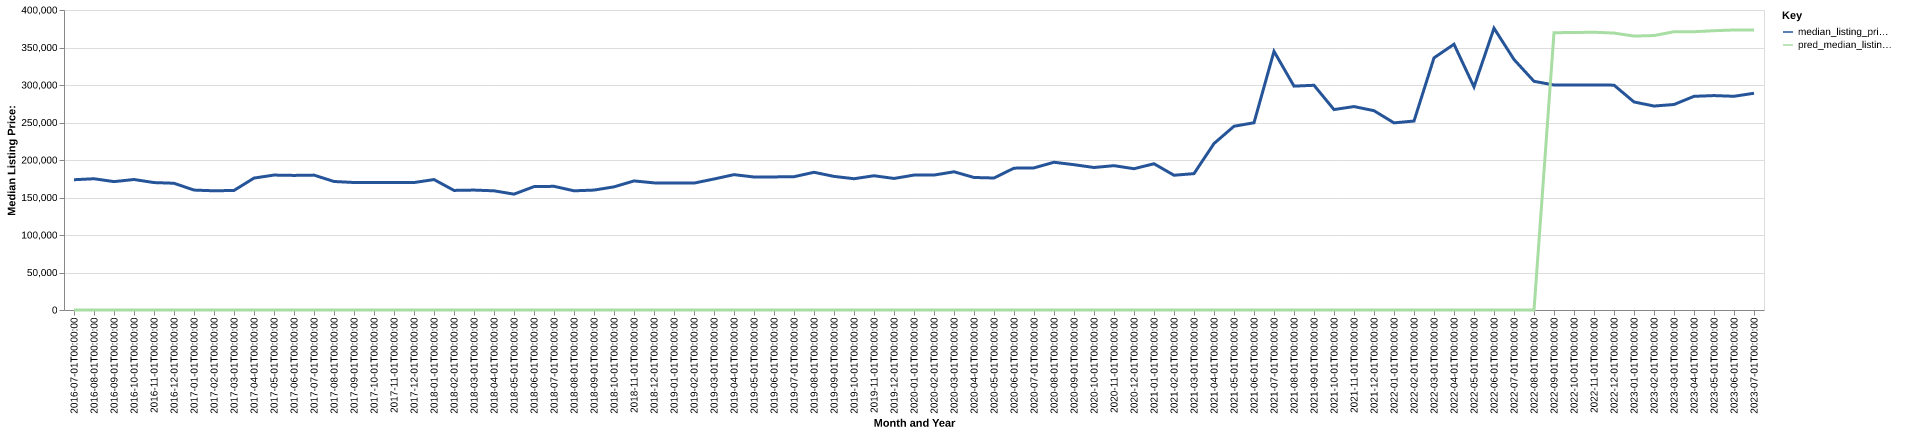 400,000
350,000
300,000
250,000
200,000
150,000
100,000
50,000
0
Median Listing Price:
2016-07-01T00:00:00
2016-08-01T00:00:00
2016-09-01T00:00:00
2016-10-01T00:00:00
2016-11-01T00:00:00
2016-12-01T00:00:00
2017-01-01T00:00:00
2017-02-01T00:00:00
2017-03-01T00:00:00
2017-04-01T00:00:00
2017-05-01T00:00:00
2017-06-01T00:00:00
2017-07-01T00:00:00
2017-08-01T00:00:00
2017-09-01T00:00:00
2017-10-01T00:00:00
2017-11-01T00:00:00
2017-12-01T00:00:00
2018-01-01T00:00:00
2018-02-01T00:00:00
2018-03-01T00:00:00
2018-04-01T00:00:00
2018-05-01T00:00:00
2018-06-01T00:00:00
2018-07-01T00:00:00
2018-08-01T00:00:00
2018-09-01T00:00:00
2018-10-01T00:00:00
2018-11-01T00:00:00
2018-12-01T00:00:00
2019-01-01T00:00:00
2019-02-01T00:00:00
2019-03-01T00:00:00
2019-04-01T00:00:00
2019-05-01T00:00:00
2019-06-01T00:00:00
2019-07-01T00:00:00
2019-08-01T00:00:00
2019-09-01T00:00:00
2019-10-01T00:00:00
2019-11-01T00:00:00
2019-12-01T00:00:00
2020-01-01T00:00:00
2020-02-01T00:00:00
2020-03-01T00:00:00
2020-04-01T00:00:00
2020-05-01T00:00:00
2020-06-01T00:00:00
2020-07-01T00:00:00
2020-08-01T00:00:00
2020-09-01T00:00:00
2020-10-01T00:00:00
2020-11-01T00:00:00
2020-12-01T00:00:00
2021-01-01T00:00:00
2021-02-01T00:00:00
2021-03-01T00:00:00
2021-04-01T00:00:00
2021-05-01T00:00:00
2021-06-01T00:00:00
2021-07-01T00:00:00
2021-08-01T00:00:00
2021-09-01T00:00:00
2021-10-01T00:00:00
2021-11-01T00:00:00
2021-12-01T00:00:00
2022-01-01T00:00:00
2022-02-01T00:00:00
2022-03-01T00:00:00
2022-04-01T00:00:00
2022-05-01T00:00:00
2022-06-01T00:00:00
2022-07-01T00:00:00
2022-08-01T00:00:00
2022-09-01T00:00:00
2022-10-01T00:00:00
2022-11-01T00:00:00
2022-12-01T00:00:00
2023-01-01T00:00:00
2023-02-01T00:00:00
2023-03-01T00:00:00
2023-04-01T00:00:00
2023-05-01T00:00:00
2023-06-01T00:00:00
2023-07-01T00:00:00
Month and Year
Key
median_listing_pri…
pred_median_listin…